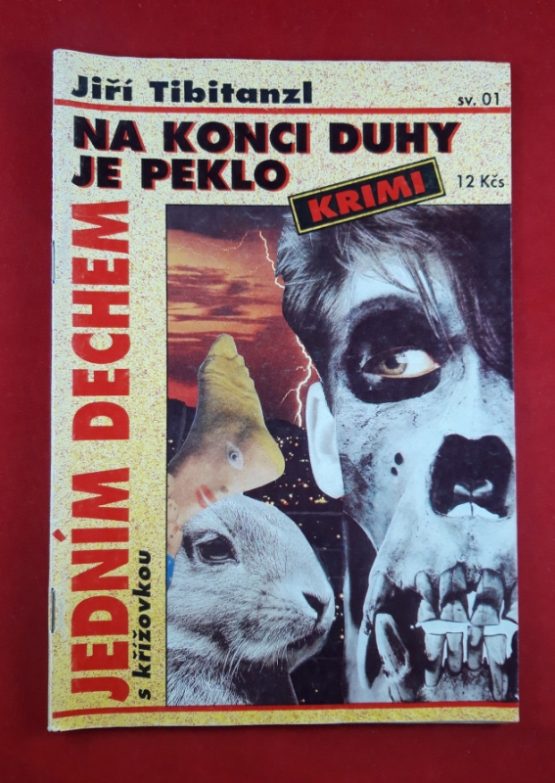 Jiří Tibitanzl
sv. 01
NA KONCI DUHY
JE PEKLO
12 Kčs
KRIMI
JEDNÍM DECHEM
s křížovkou